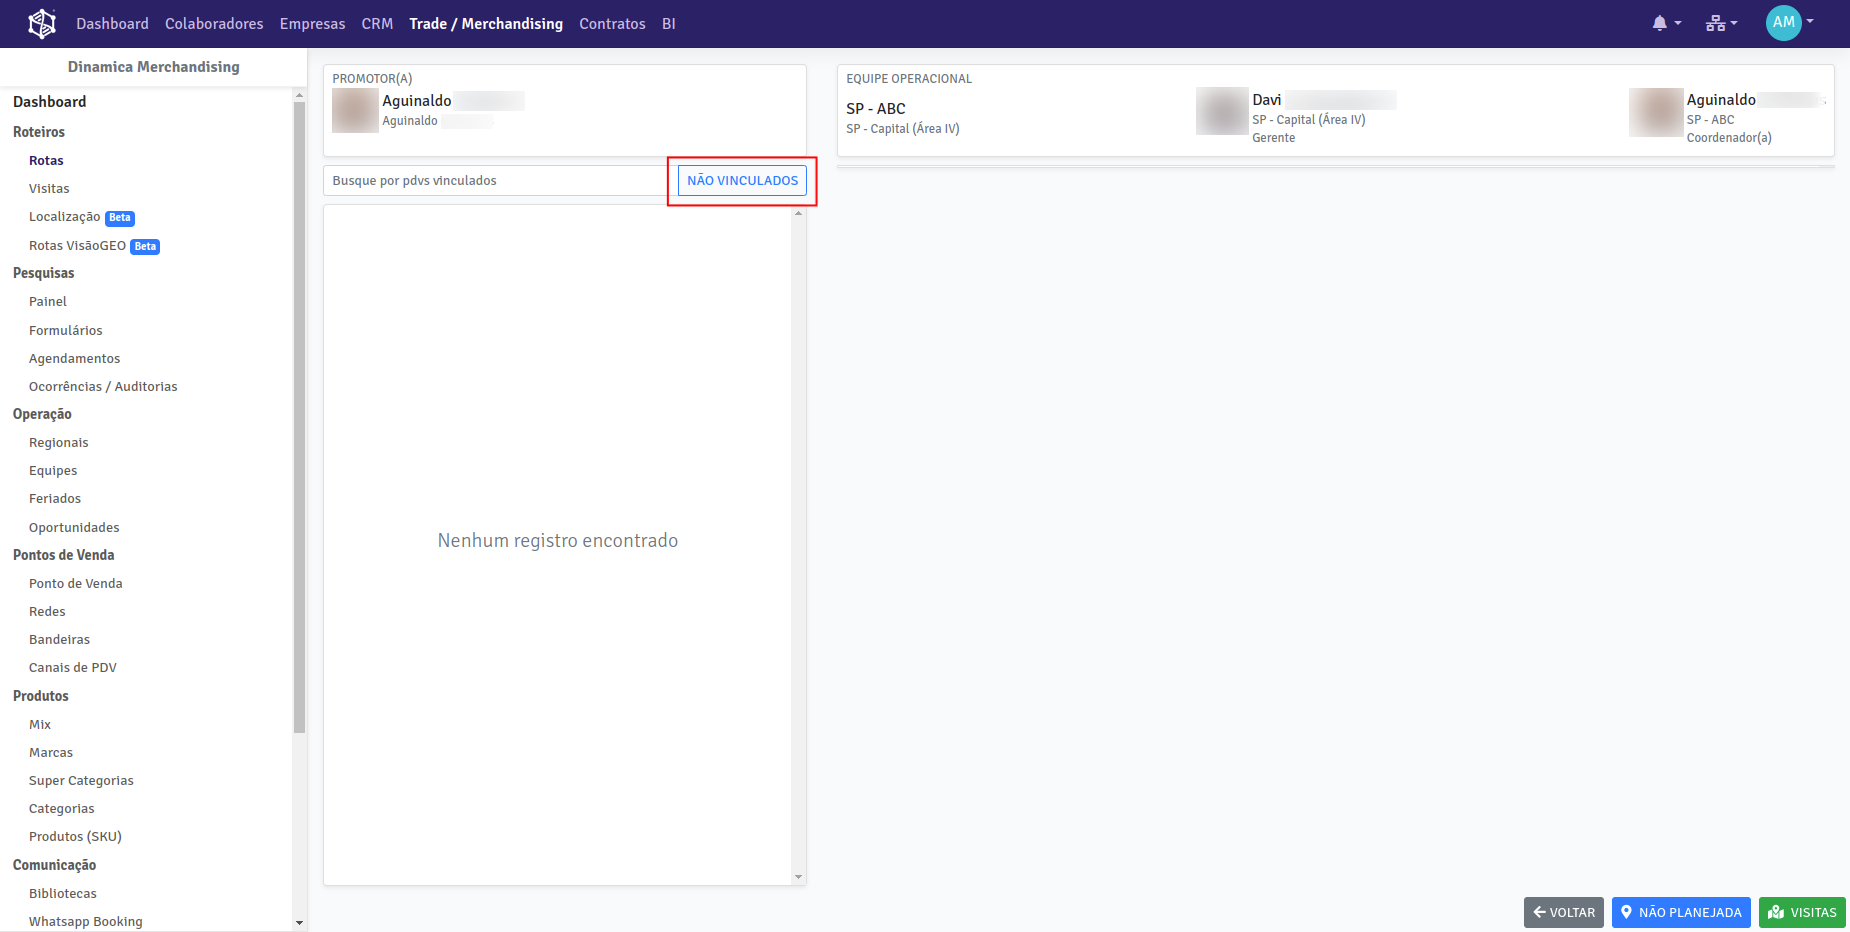 Dashboard Colaboradores Empresas CRM Trade / Merchandising Contratos BI
AM
Dinamica Merchandising
Dashboard
Roteiros
Rotas
Visitas
Localização Beta
Rotas VisãoGEO Beta
Pesquisas
Painel
Formulários
Agendamentos
Ocorrências / Auditorias
Operação
Regionais
Equipes
Feriados
Oportunidades
Pontos de Venda
Ponto de Venda
Redes
Bandeiras
Canais de PDV
Produtos
Mix
Marcas
Super Categorias
Categorias
Produtos (SKU)
Comunicação
Bibliotecas
Whatsapp Booking
PROMOTOR(A)
Aguinaldo
Aguinaldo
Busque por pdvs vinculados
NÃO VINCULADOS
Nenhum registro encontrado
EQUIPE OPERACIONAL
SP - ABC
SP - Capital (Área IV)
Davi
SP - Capital (Área IV)
Gerente
Aguinaldo
SP - ABC
Coordenador(a)
VOLTAR
NÃO PLANEJADA
VISITAS